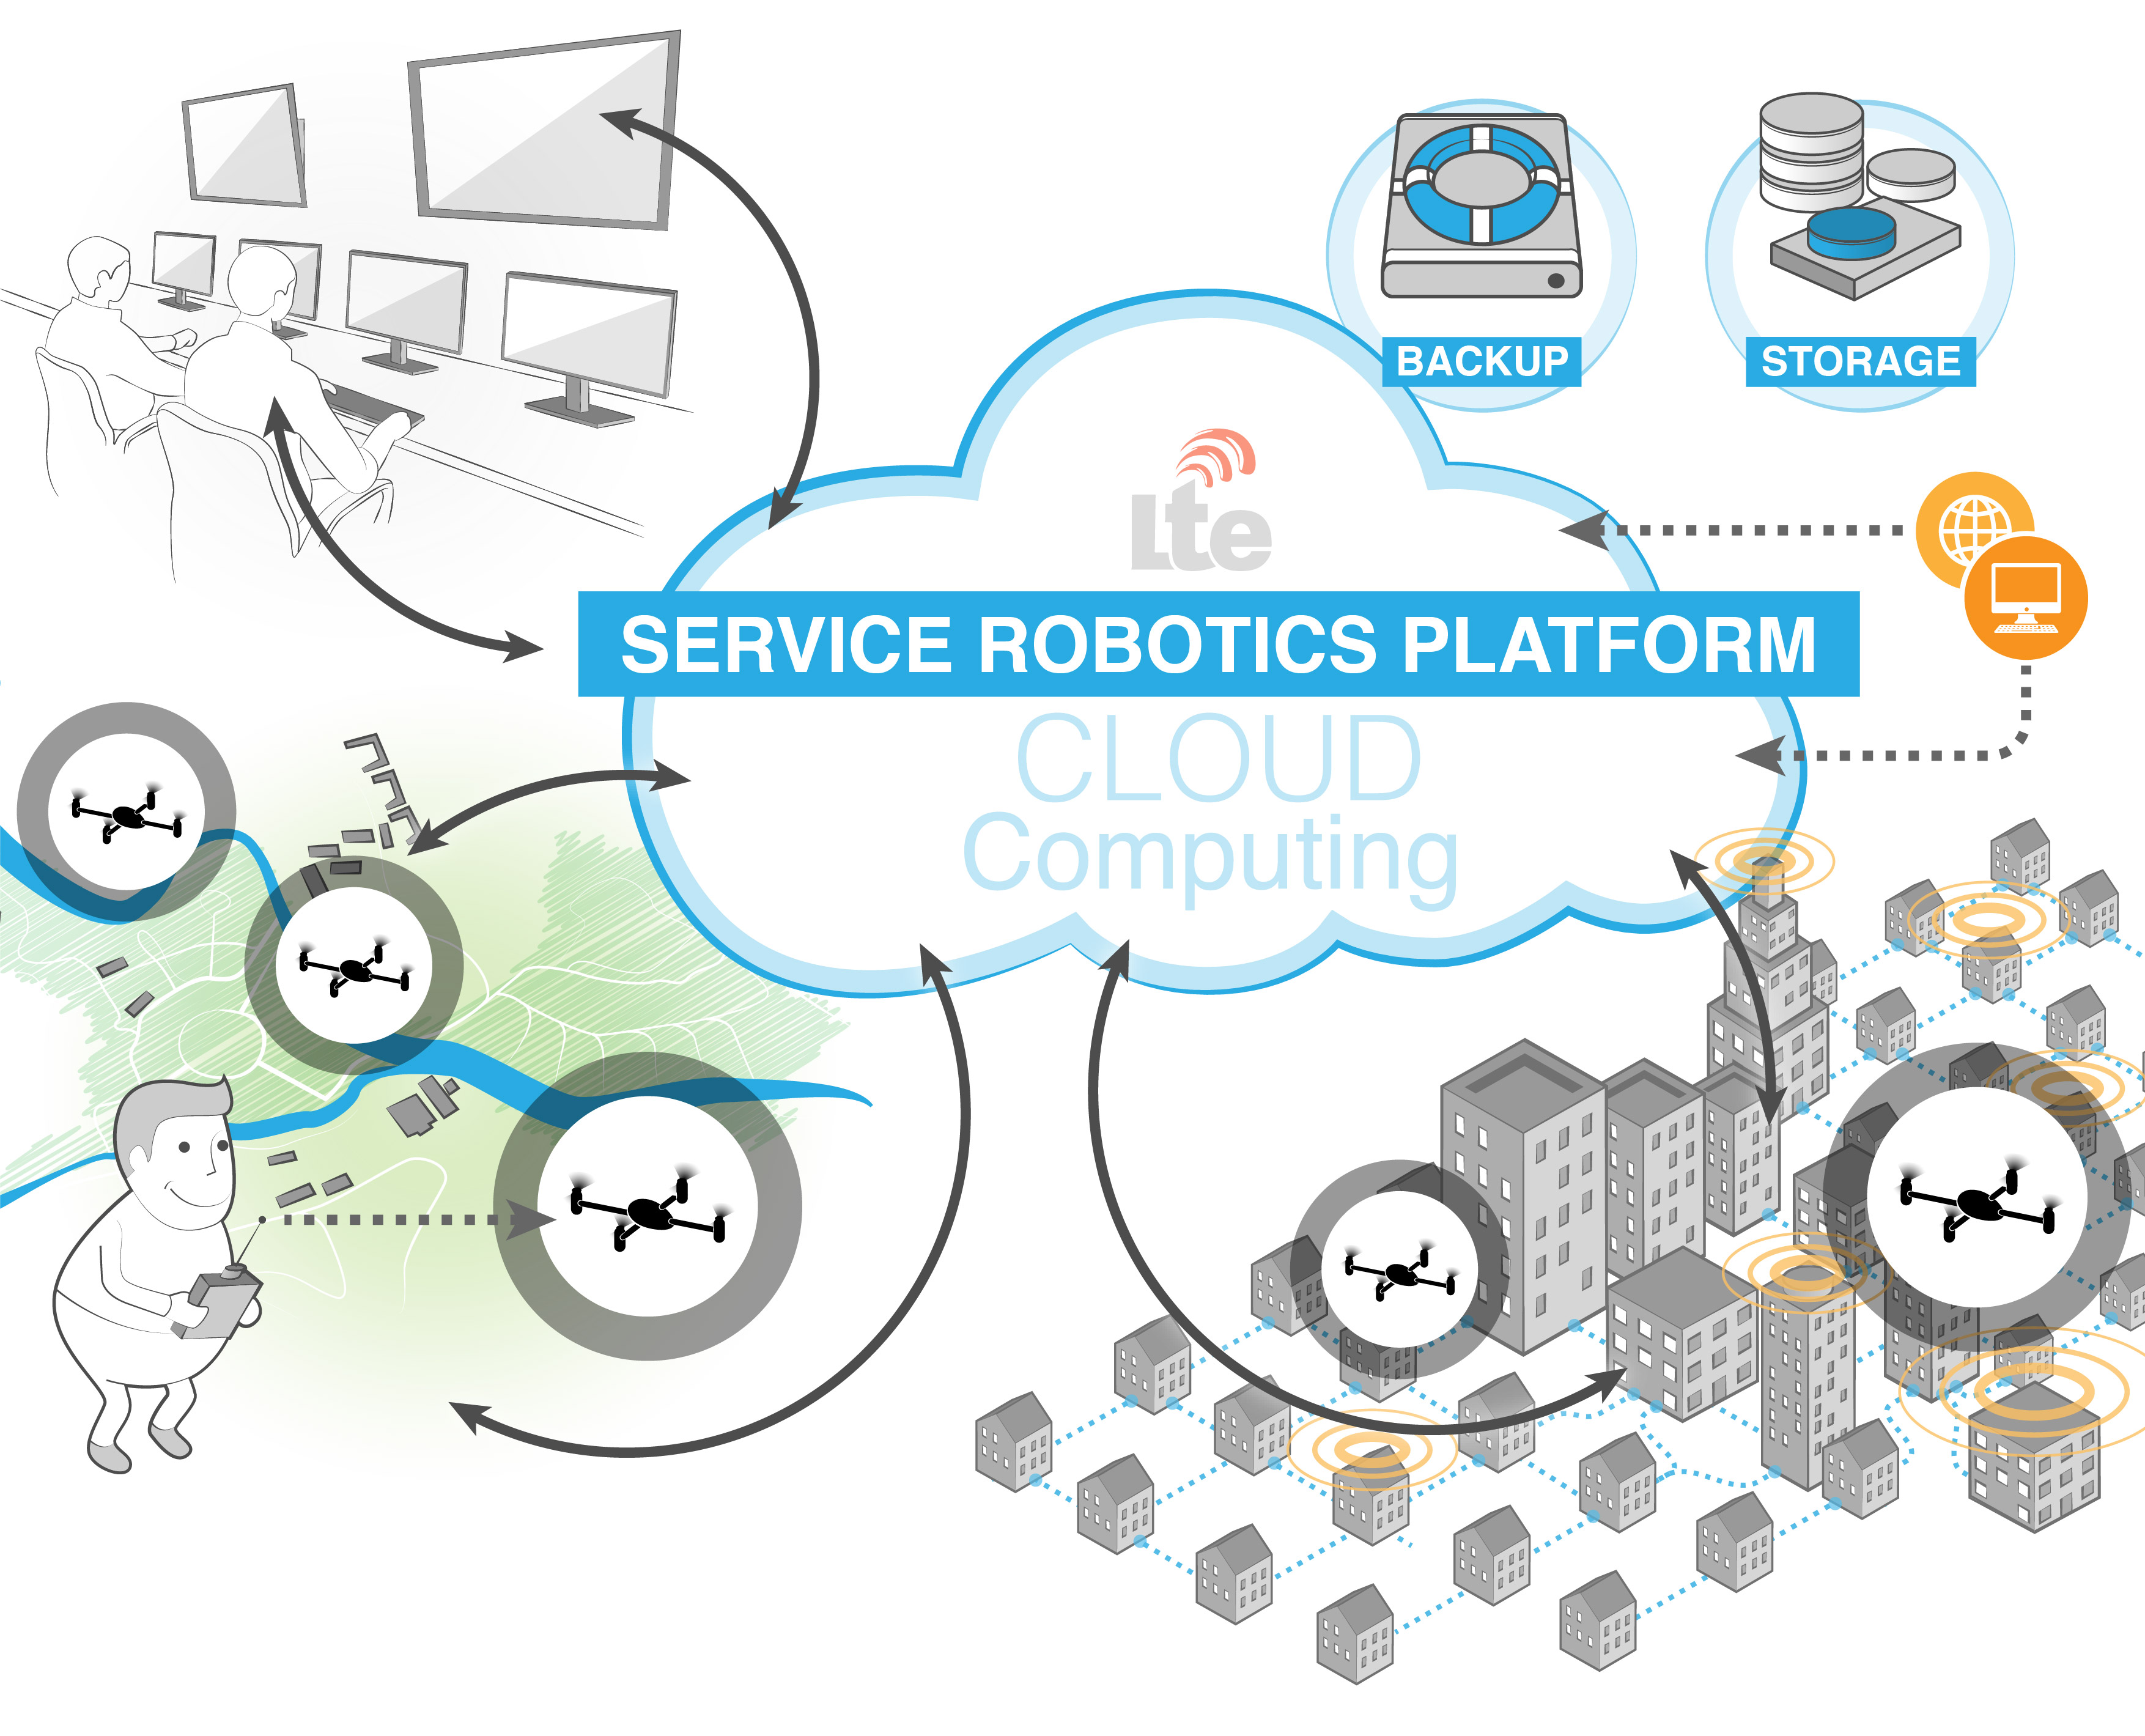 BACKUP
STORAGE
Lte
SERVICE ROBOTICS PLATFORM
CLOUD
Computing